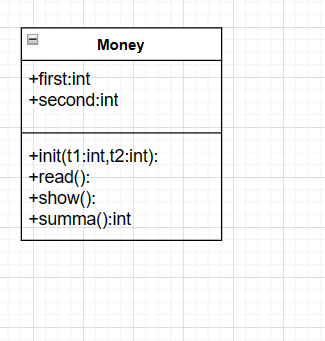 Money
+first:int
+second:int
+init(t1:int,t2:int):
+read():
+show():
+summa():int